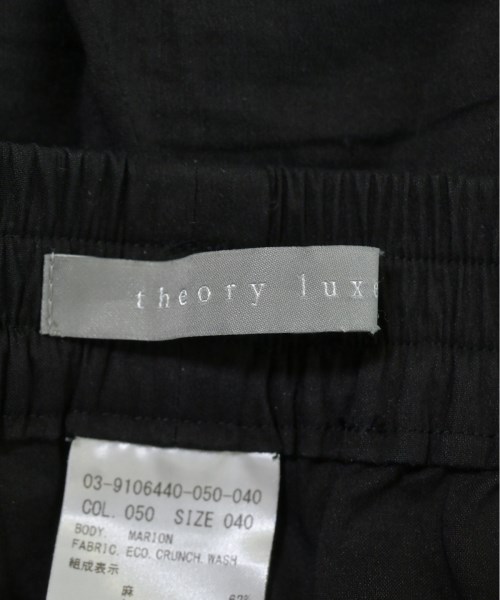 theory luxe
03-9106440-050-040
COL. 050 SIZE 040
BODY. MARION
FABRIC. ECO. CRUNCH WASH
組成表示
麻